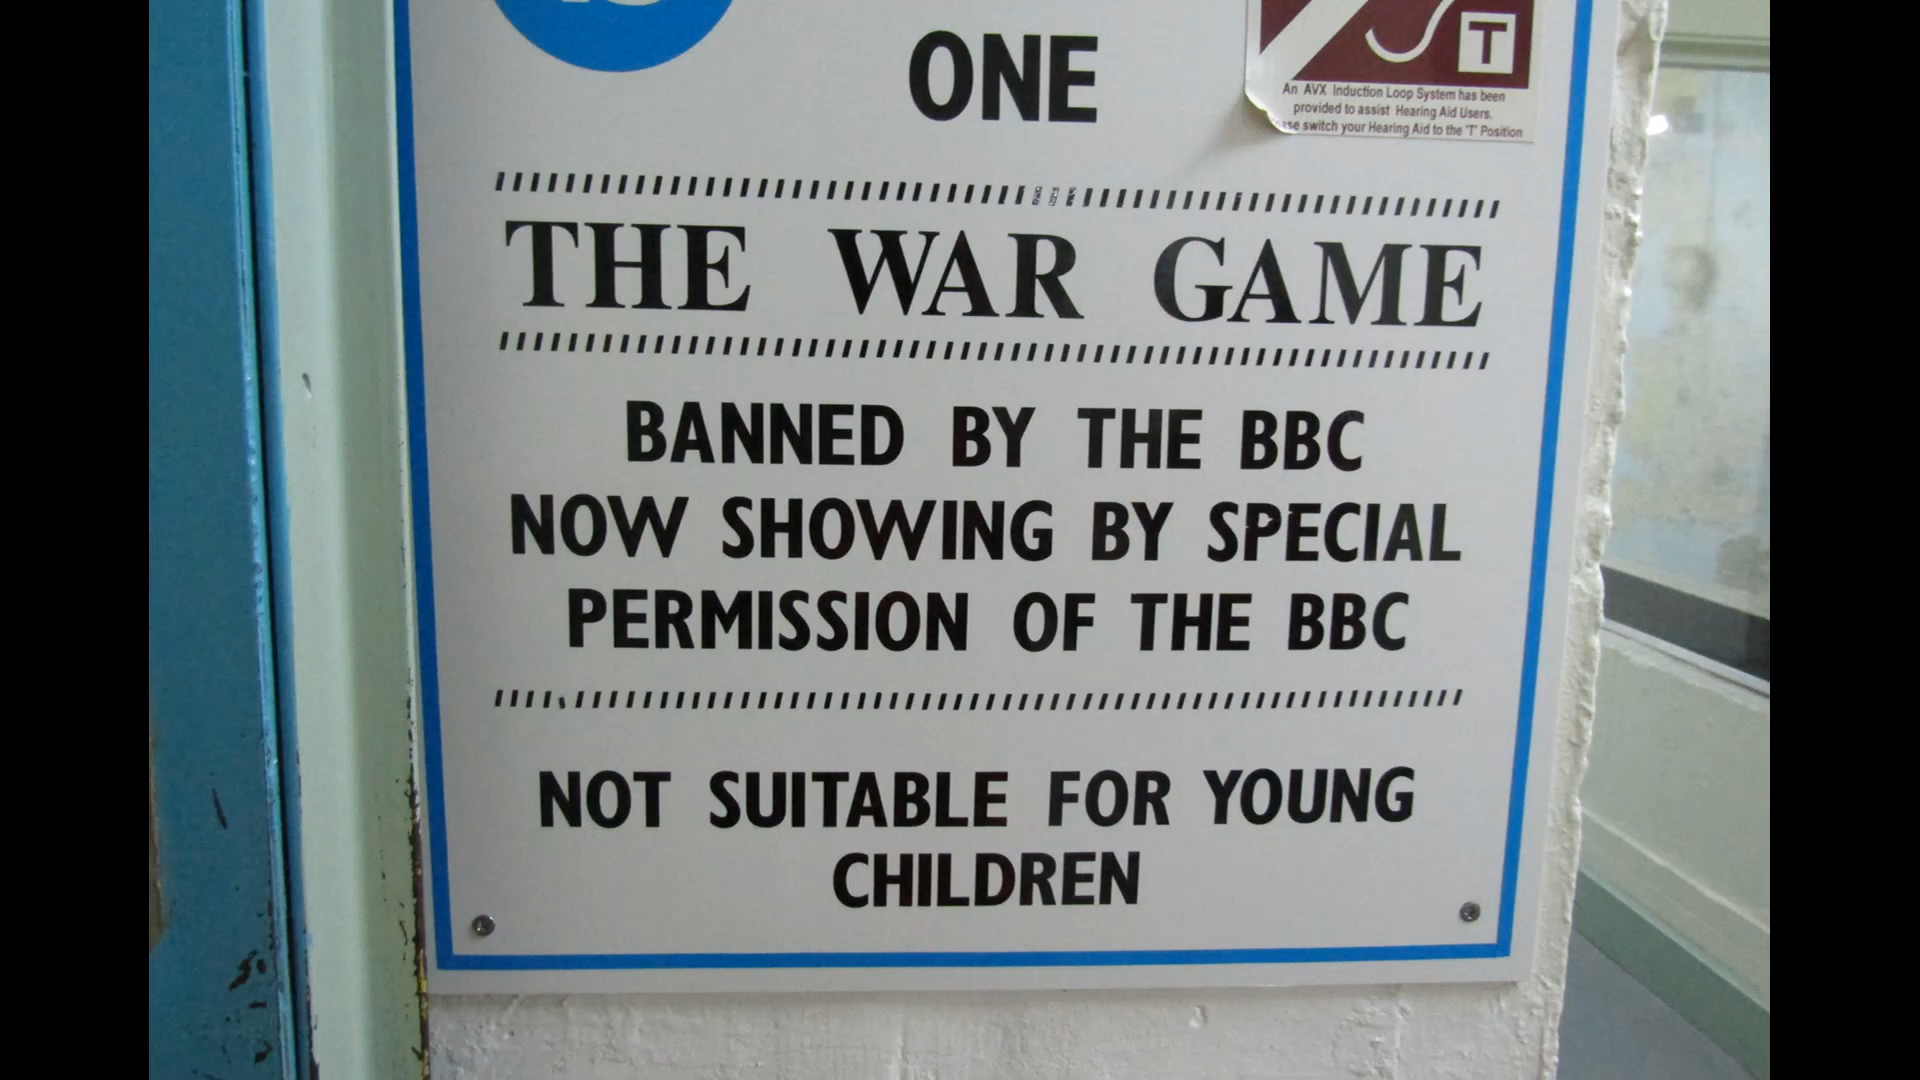 ONE
An AVX Induction Loop System has been
provided to assist Hearing Aid Users.
switch your Hearing Aid to the 'T' Position
T
THE WAR GAME
BANNED BY THE BBC
NOW SHOWING BY SPECIAL
PERMISSION OF THE BBC
NOT SUITABLE FOR YOUNG
CHILDREN